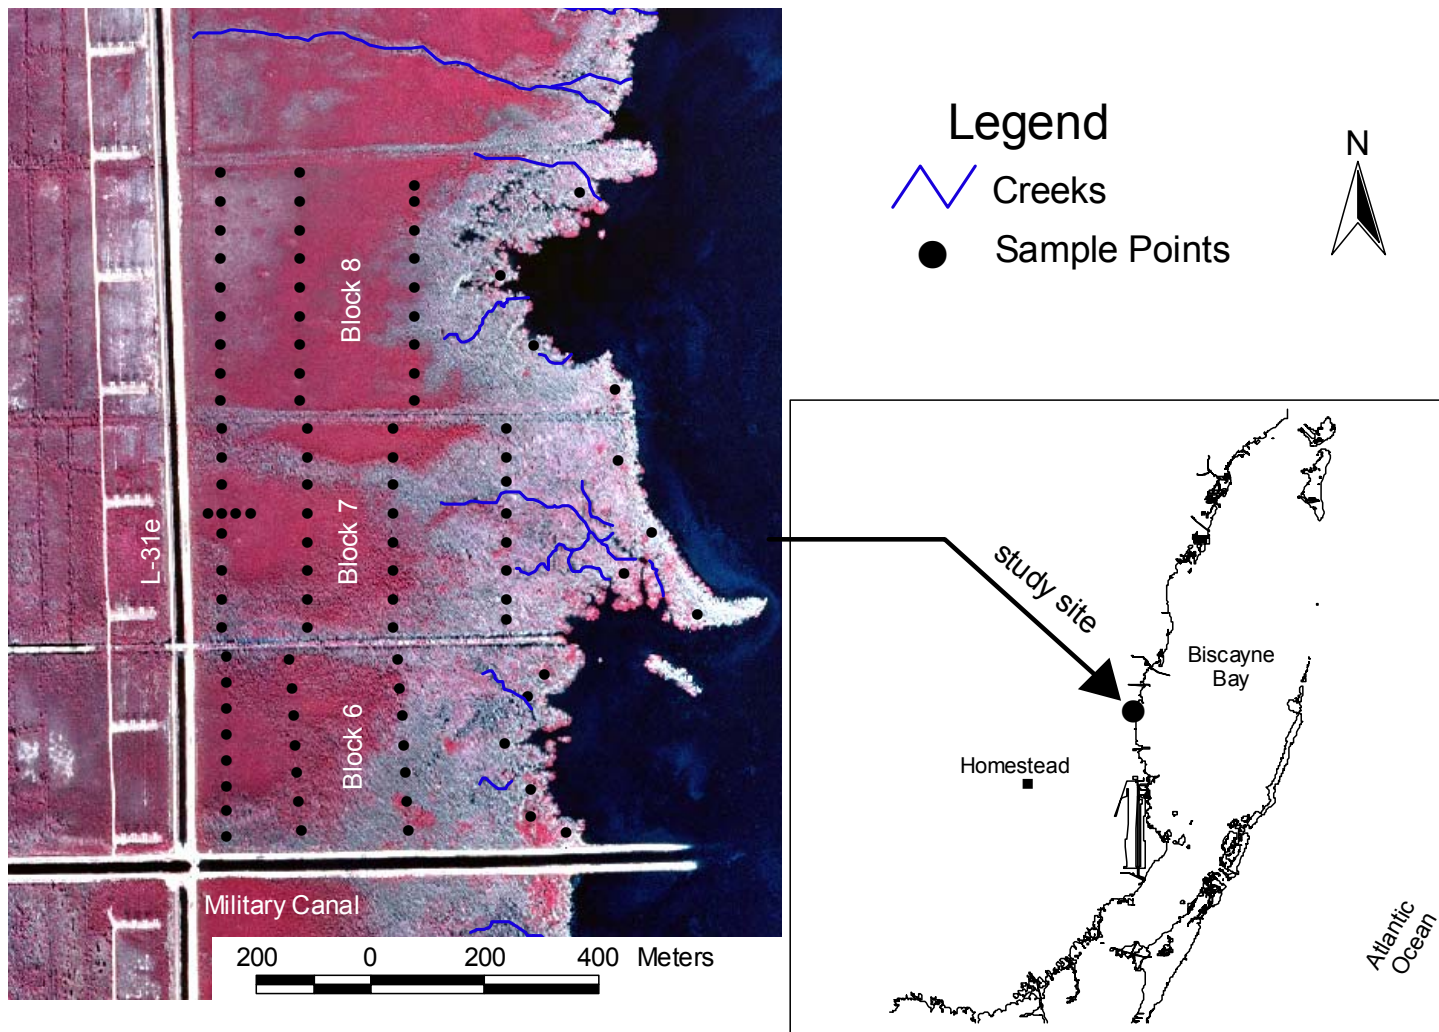 Legend
Creeks
Sample Points
N
Block 8
Block 7
L-31e
Block 6
Military Canal
200 0 200 400 Meters
study site
Biscayne
Bay
Homestead
Atlantic
Ocean